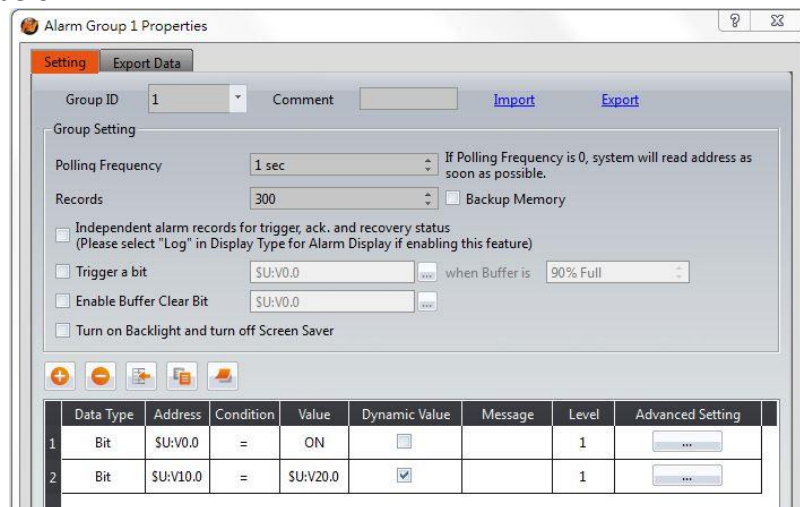 Alarm Group 1 Properties
Setting Export Data
Group ID 1 Comment Import Export
Group Setting
Polling Frequency 1 sec If Polling Frequency is 0, system will read address as
soon as possible.
Records 300 Backup Memory
Independent alarm records for trigger, ack. and recovery status
(Please select "Log" in Display Type for Alarm Display if enabling this feature)
Trigger a bit $U:V0.0 ... when Buffer is 90% Full
Enable Buffer Clear Bit $U:V0.0 ...
Turn on Backlight and turn off Screen Saver
Data Type Address Condition Value Dynamic Value Message Level Advanced Setting
1 Bit $U:V0.0 = ON 1 ...
2 Bit $U:V10.0 = $U:V20.0 1 ...